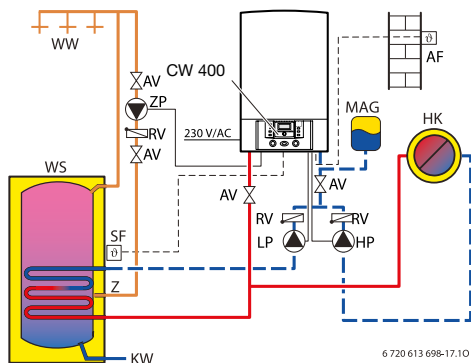 WW
AV
ZP
RV
AV
CW 400
230 V/AC
ϑ
AF
MAG
HK
WS
AV
AV
SF
ϑ
RV
RV
LP
HP
Z
KW
6 720 613 698-17.1O